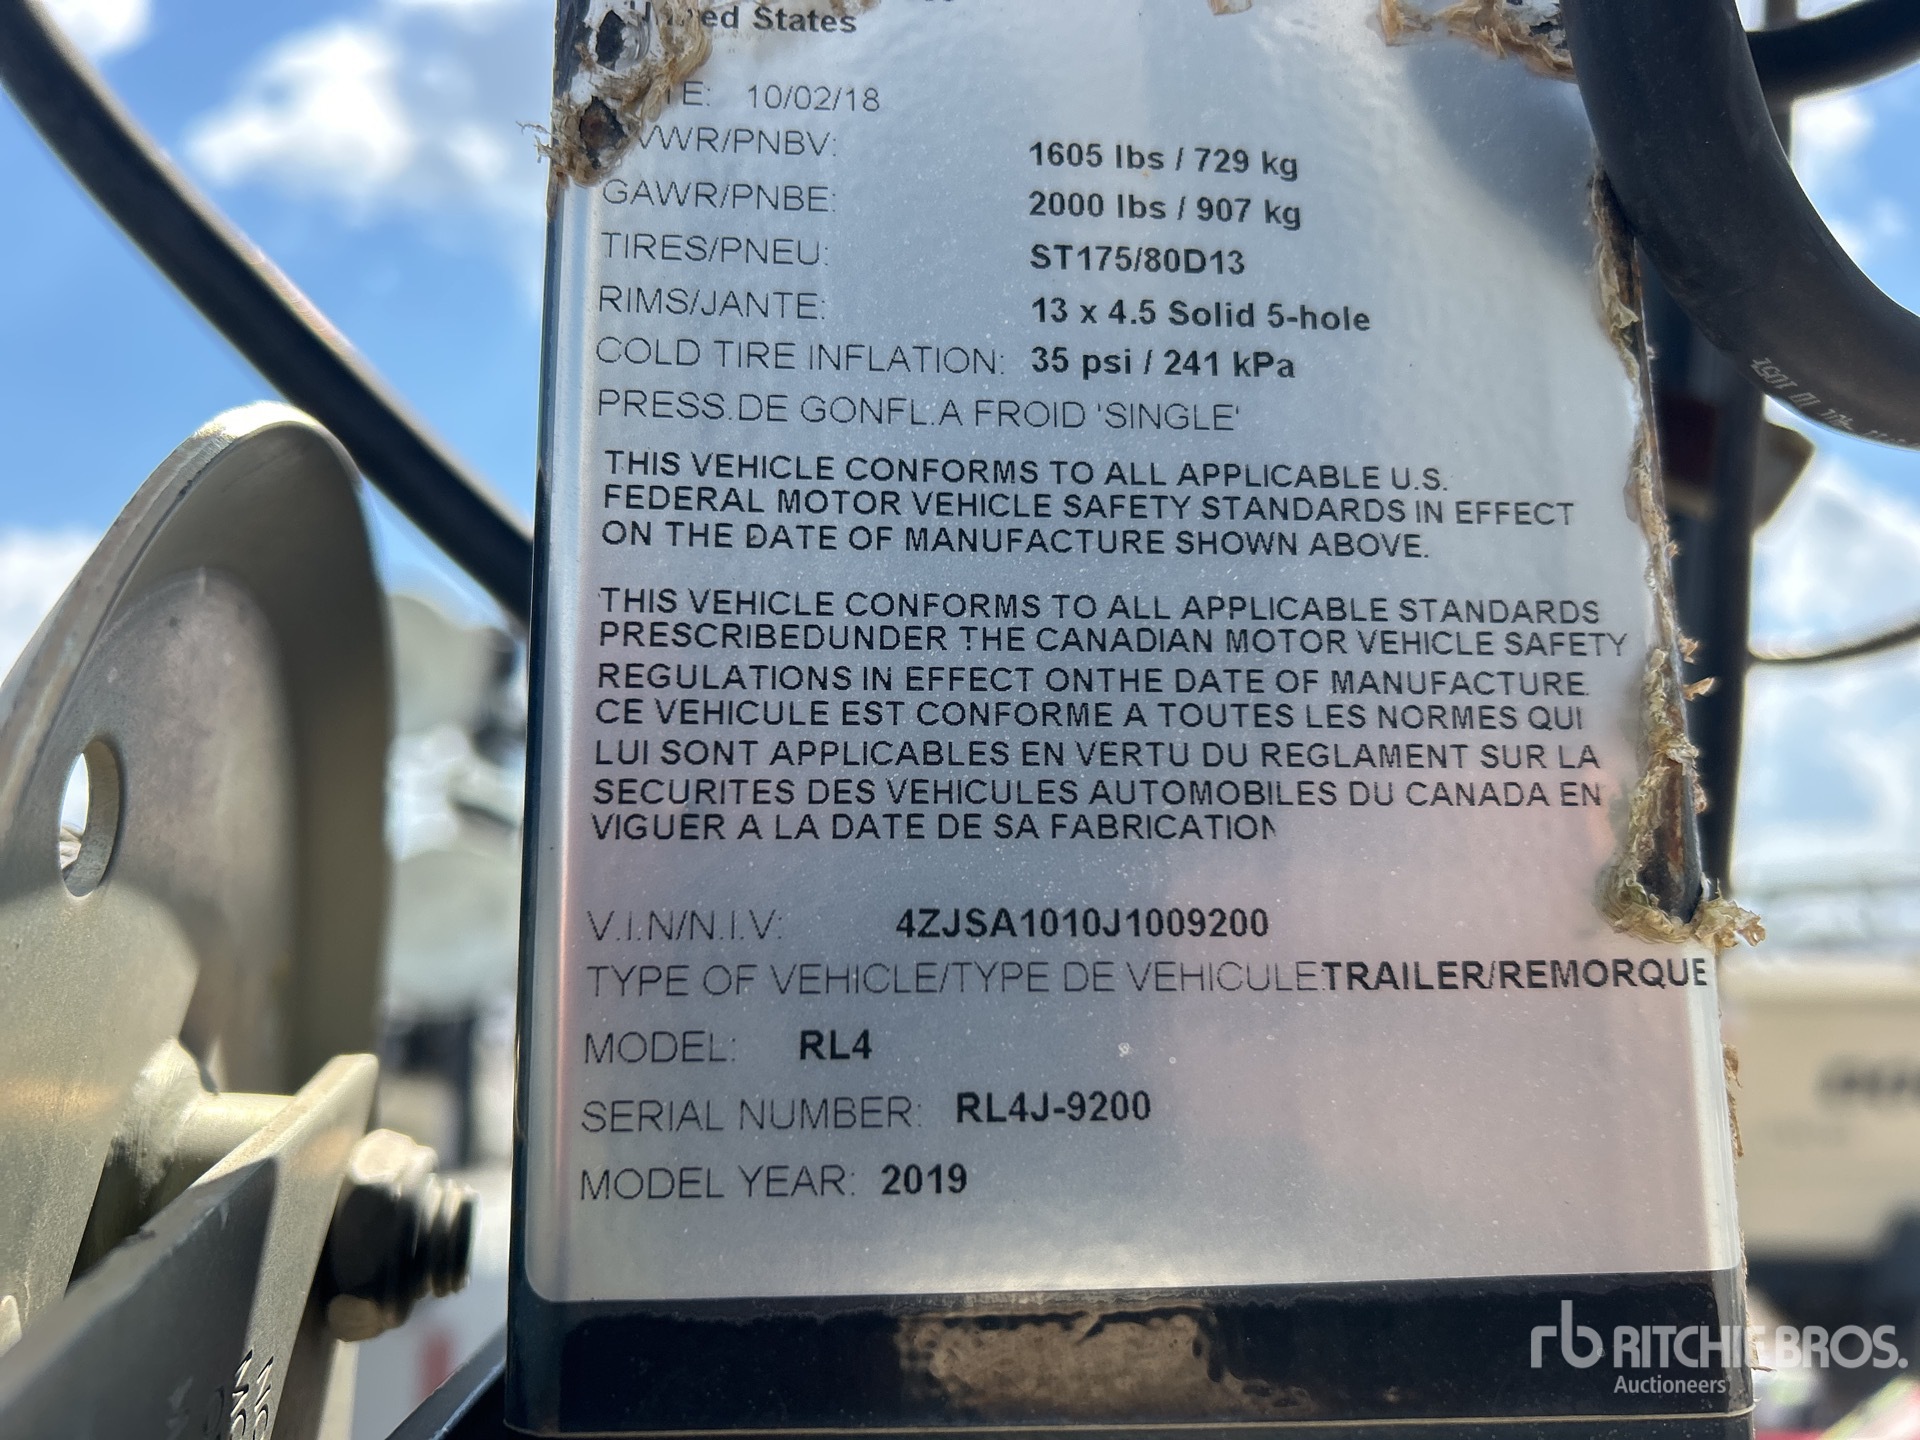 ed States
TE: 10/02/18
VWR/PNBV: 1605 lbs / 729 kg
GAWR/PNBE: 2000 lbs / 907 kg
TIRES/PNEU: ST175/80D13
RIMS/JANTE: 13 x 4.5 Solid 5-hole
COLD TIRE INFLATION: 35 psi / 241 kPa
PRESS.DE GONFL.A FROID 'SINGLE'
THIS VEHICLE CONFORMS TO ALL APPLICABLE U.S.
FEDERAL MOTOR VEHICLE SAFETY STANDARDS IN EFFECT
ON THE DATE OF MANUFACTURE SHOWN ABOVE.
THIS VEHICLE CONFORMS TO ALL APPLICABLE STANDARDS
PRESCRIBEDUNDER THE CANADIAN MOTOR VEHICLE SAFETY
REGULATIONS IN EFFECT ONTHE DATE OF MANUFACTURE.
CE VEHICULE EST CONFORME A TOUTES LES NORMES QUI
LUI SONT APPLICABLES EN VERTU DU REGLAMENT SUR LA
SECURITES DES VEHICULES AUTOMOBILES DU CANADA EN
VIGUER A LA DATE DE SA FABRICATION
V.I.N/N.I.V: 4ZJSA1010J1009200
TYPE OF VEHICLE/TYPE DE VEHICULE:TRAILER/REMORQUE
MODEL: RL4
SERIAL NUMBER: RL4J-9200
MODEL YEAR: 2019
rb RITCHIE BROS.
Auctioneers